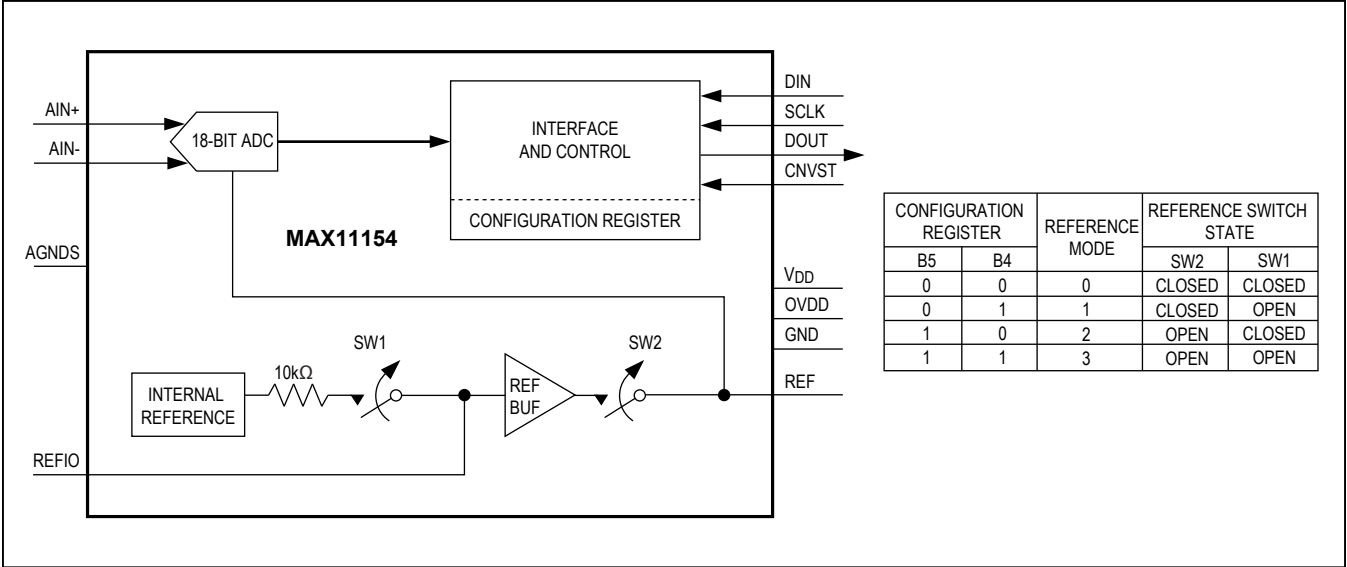 AIN+
AIN-
18-BIT ADC
INTERFACE
AND CONTROL
CONFIGURATION REGISTER
DIN
SCLK
DOUT
CNVST
MAX11154
AGNDS
VDD
OVDD
GND
REF
SW1
SW2
10kΩ
INTERNAL
REFERENCE
REF
BUF
REFIO
CONFIGURATION
REGISTER
REFERENCE
MODE
REFERENCE SWITCH
STATE
B5 B4 SW2 SW1
0 0 0 CLOSED CLOSED
0 1 1 CLOSED OPEN
1 0 2 OPEN CLOSED
1 1 3 OPEN OPEN